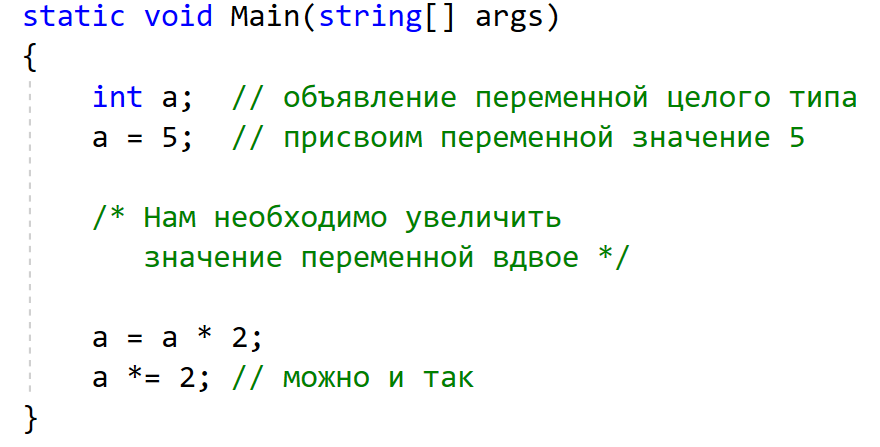 static void Main(string[] args)
{
int a; // объявление переменной целого типа
a = 5; // присвоим переменной значение 5
/* Нам необходимо увеличить
значение переменной вдвое */
a = a * 2;
a *= 2; // можно и так
}